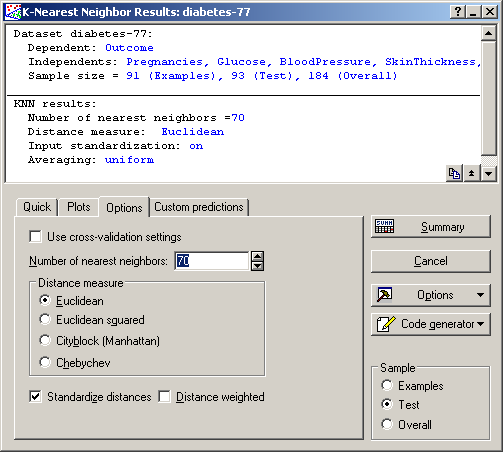 K-Nearest Neighbor Results: diabetes-77
Dataset diabetes-77:
Dependent: Outcome
Independents: Pregnancies, Glucose, BloodPressure, SkinThickness,
Sample size = 91 (Examples), 93 (Test), 184 (Overall)
KNN results:
Number of nearest neighbors =70
Distance measure: Euclidean
Input standardization: on
Averaging: uniform
Quick Plots Options Custom predictions
Use cross-validation settings
Number of nearest neighbors: 70
Distance measure
Euclidean
Euclidean squared
Cityblock (Manhattan)
Chebychev
Standardize distances Distance weighted
Summary
Cancel
Options
Code generator
Sample
Examples
Test
Overall